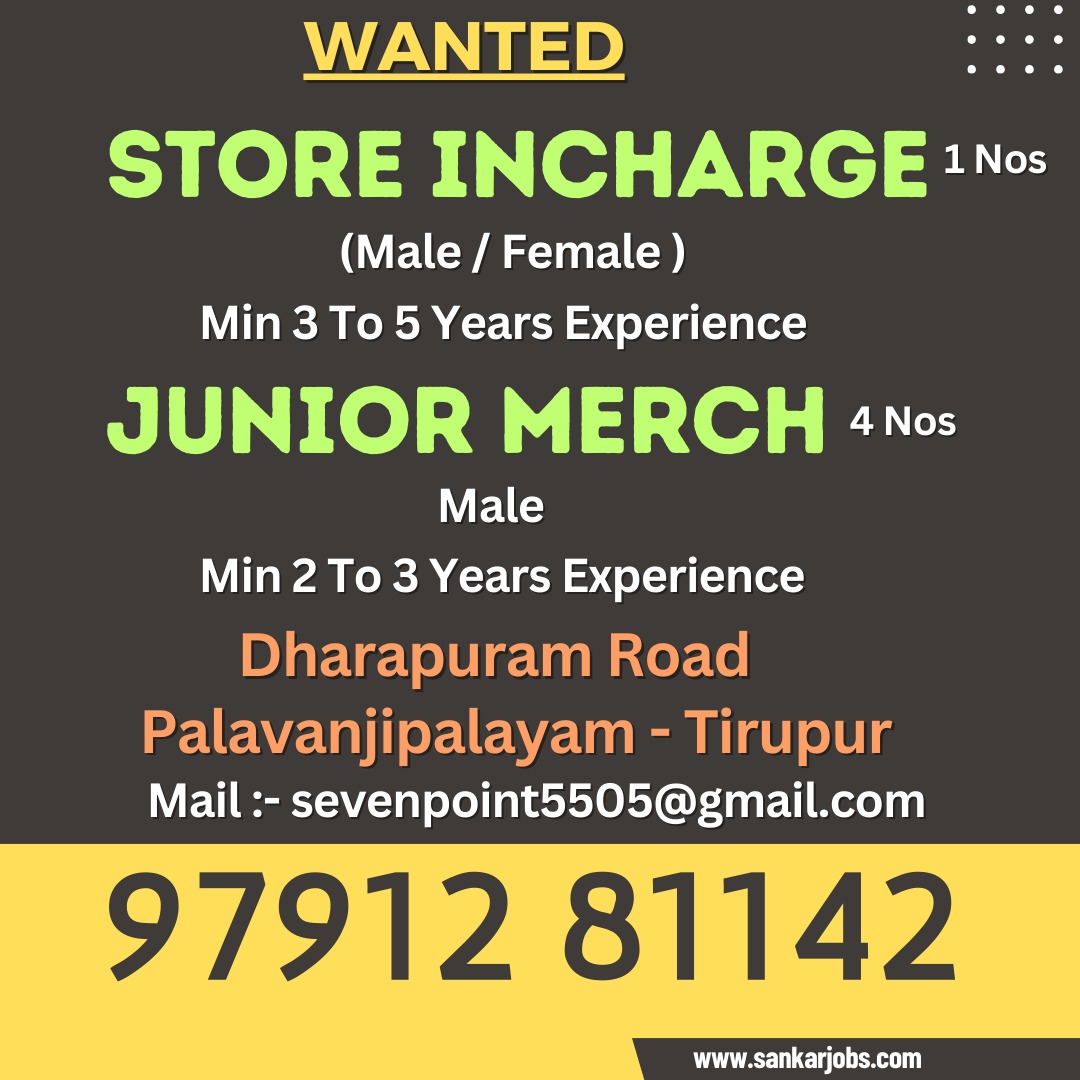 WANTED
STORE INCHARGE 1 Nos
(Male / Female )
Min 3 To 5 Years Experience
JUNIOR MERCH 4 Nos
Male
Min 2 To 3 Years Experience
Dharapuram Road
Palavanjipalayam - Tirupur
Mail :- sevenpoint5505@gmail.com
97912 81142
www.sankarjobs.com